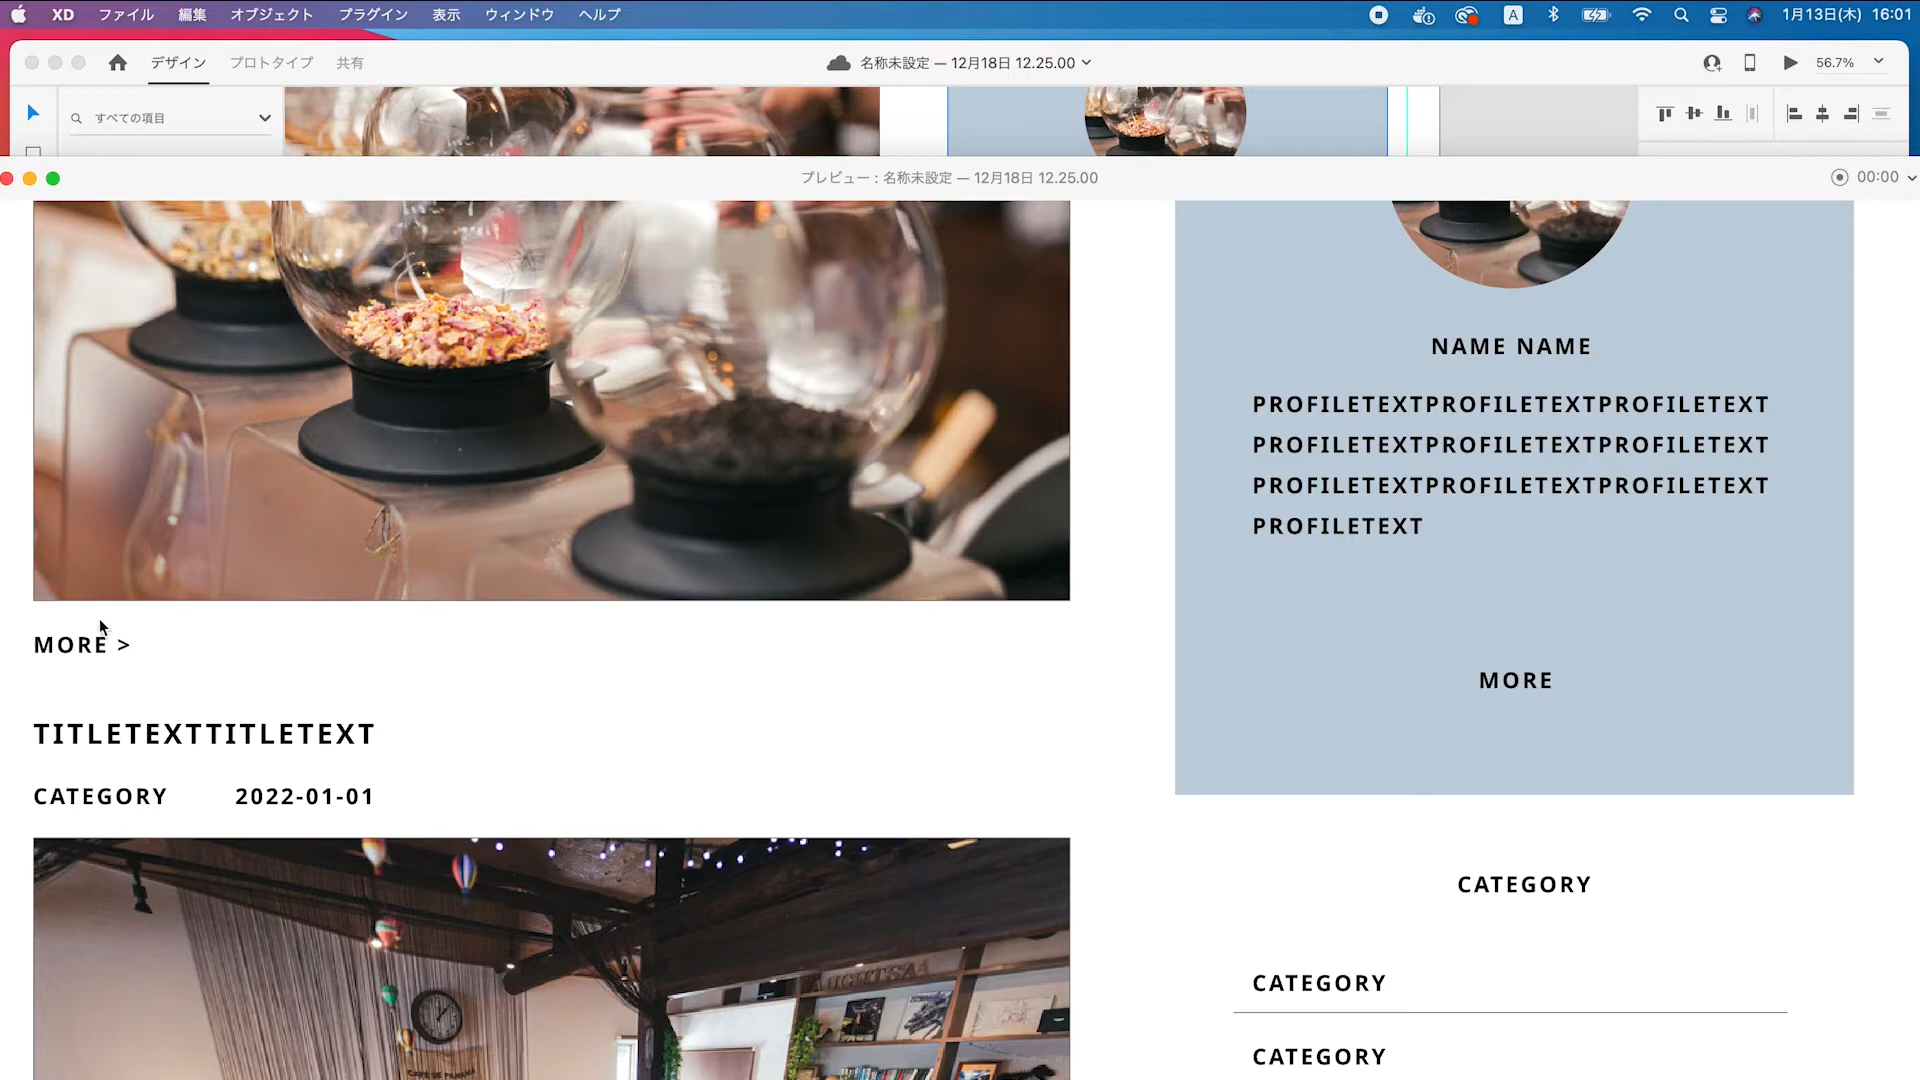 XD ファイル 編集 オブジェクト プラグイン 表示 ウィンドウ ヘルプ A 1月13日(木) 16:01
デザイン プロトタイプ 共有 名称未設定 — 12月18日 12.25.00 56.7%
すべての項目
プレビュー : 名称未設定 — 12月18日 12.25.00 00:00
NAME NAME
PROFILETEXTPROFILETEXTPROFILETEXT
PROFILETEXTPROFILETEXTPROFILETEXT
PROFILETEXTPROFILETEXTPROFILETEXT
PROFILETEXT
MORE
MORE >
TITLETEXTTITLETEXT
CATEGORY 2022-01-01
CATEGORY
CATEGORY
CATEGORY